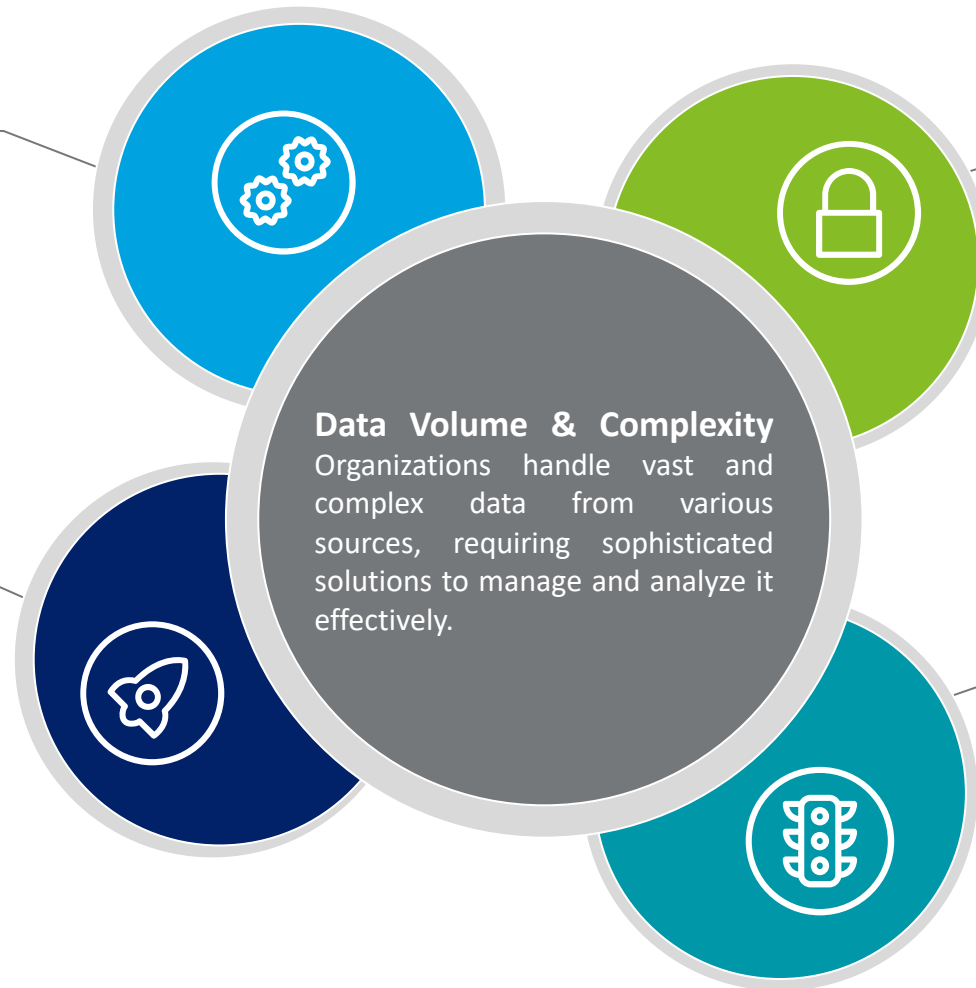 Data Volume & Complexity
Organizations handle vast and
complex data from various
sources, requiring sophisticated
solutions to manage and analyze it
effectively.